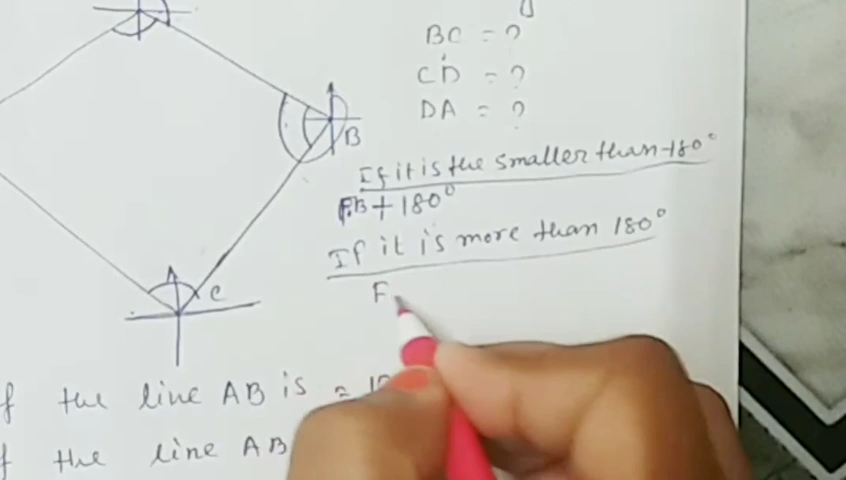 BC = ?
CD = ?
DA = ?
B
If it is the smaller than 180°
F.B + 180°
If it is more than 180°
F
C
the line AB is =
the line AB